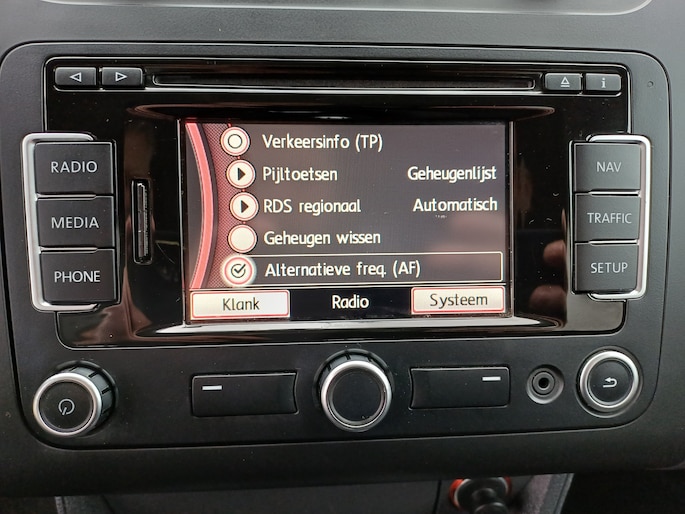 RADIO
MEDIA
PHONE
Verkeersinfo (TP)
Pijltoetsen Geheugenlijst
RDS regionaal Automatisch
Geheugen wissen
Alternatieve freq. (AF)
Klank Radio Systeem
NAV
TRAFFIC
SETUP
i